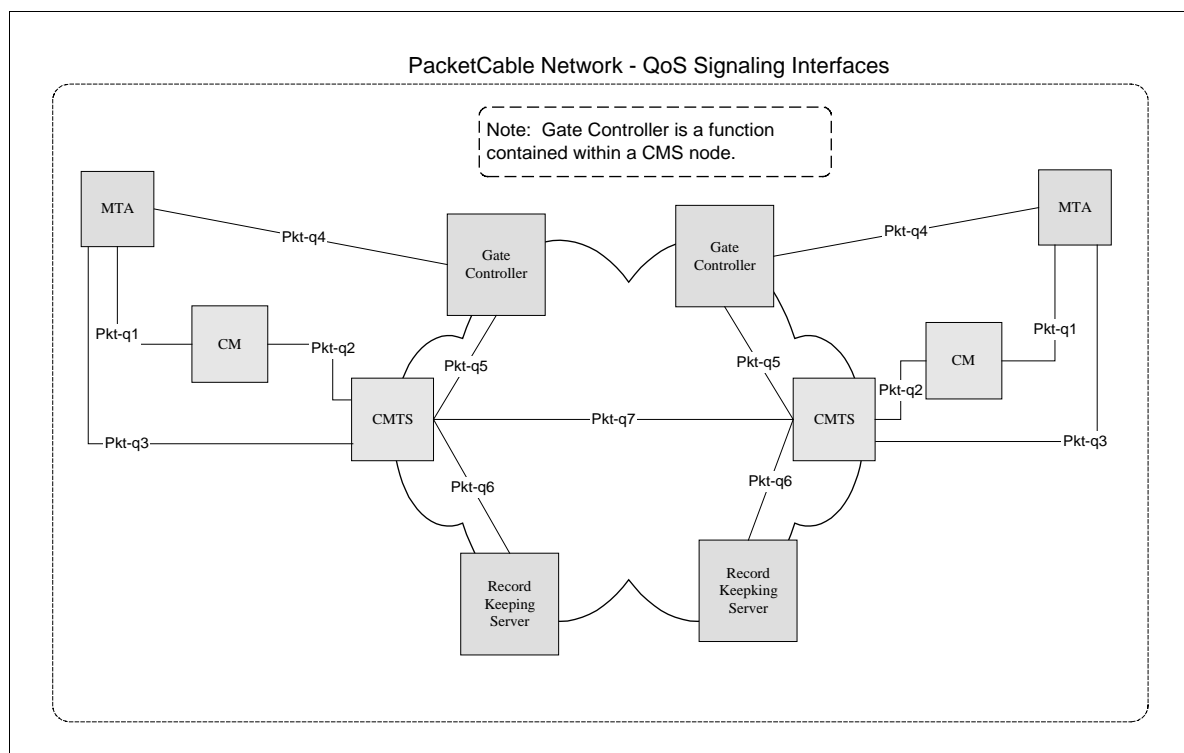 PacketCable Network - QoS Signaling Interfaces
Note: Gate Controller is a function
contained within a CMS node.
MTA
MTA
Pkt-q4
Pkt-q4
Gate
Controller
Gate
Controller
Pkt-q1
CM
Pkt-q2
Pkt-q5
Pkt-q5
Pkt-q1
CM
Pkt-q2
CMTS
Pkt-q7
CMTS
Pkt-q3
Pkt-q3
Pkt-q6
Pkt-q6
Record
Keeping
Server
Record
Keepking
Server